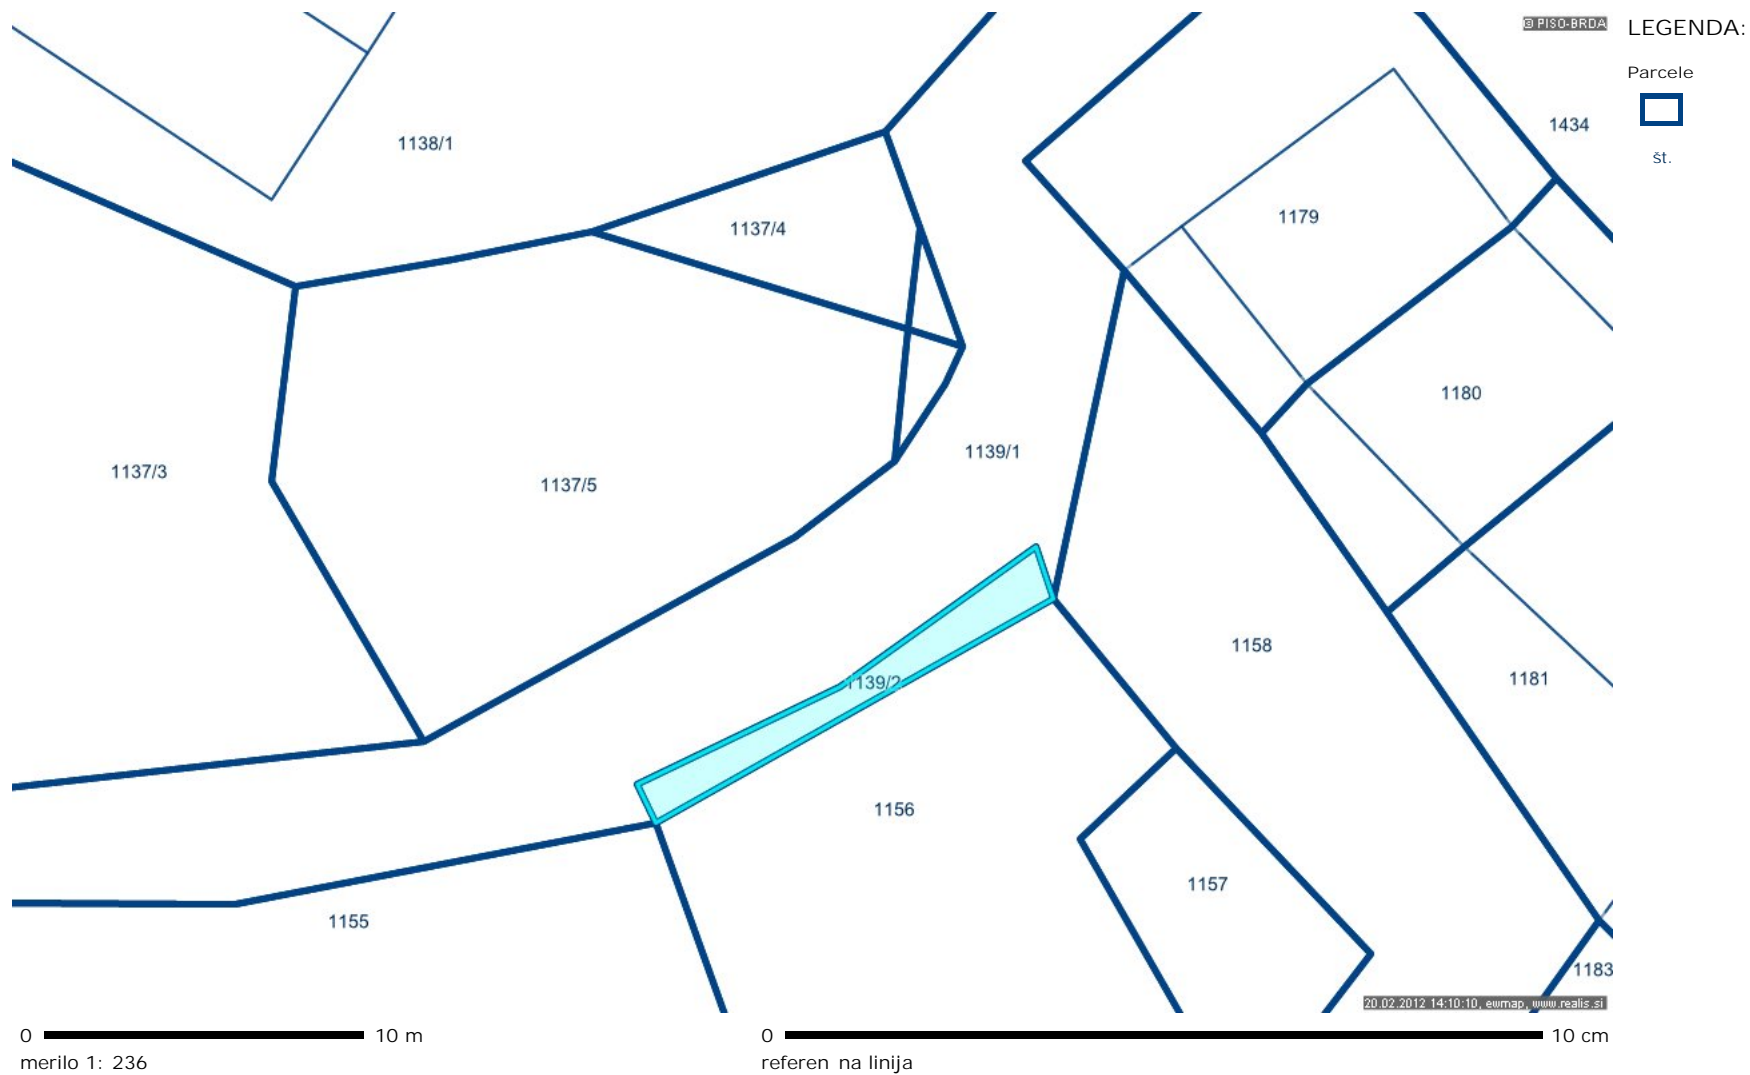 © PISO-BRDA
LEGENDA:
Parcele
št.
1434
1138/1
1137/4
1179
1180
1139/1
1137/3
1137/5
1158
1181
1139/2
1156
1157
1155
1183
20.02.2012 14:10:10, ewmap, www.realis.si
0 10 m
merilo 1: 236
0 10 cm
referen na linija